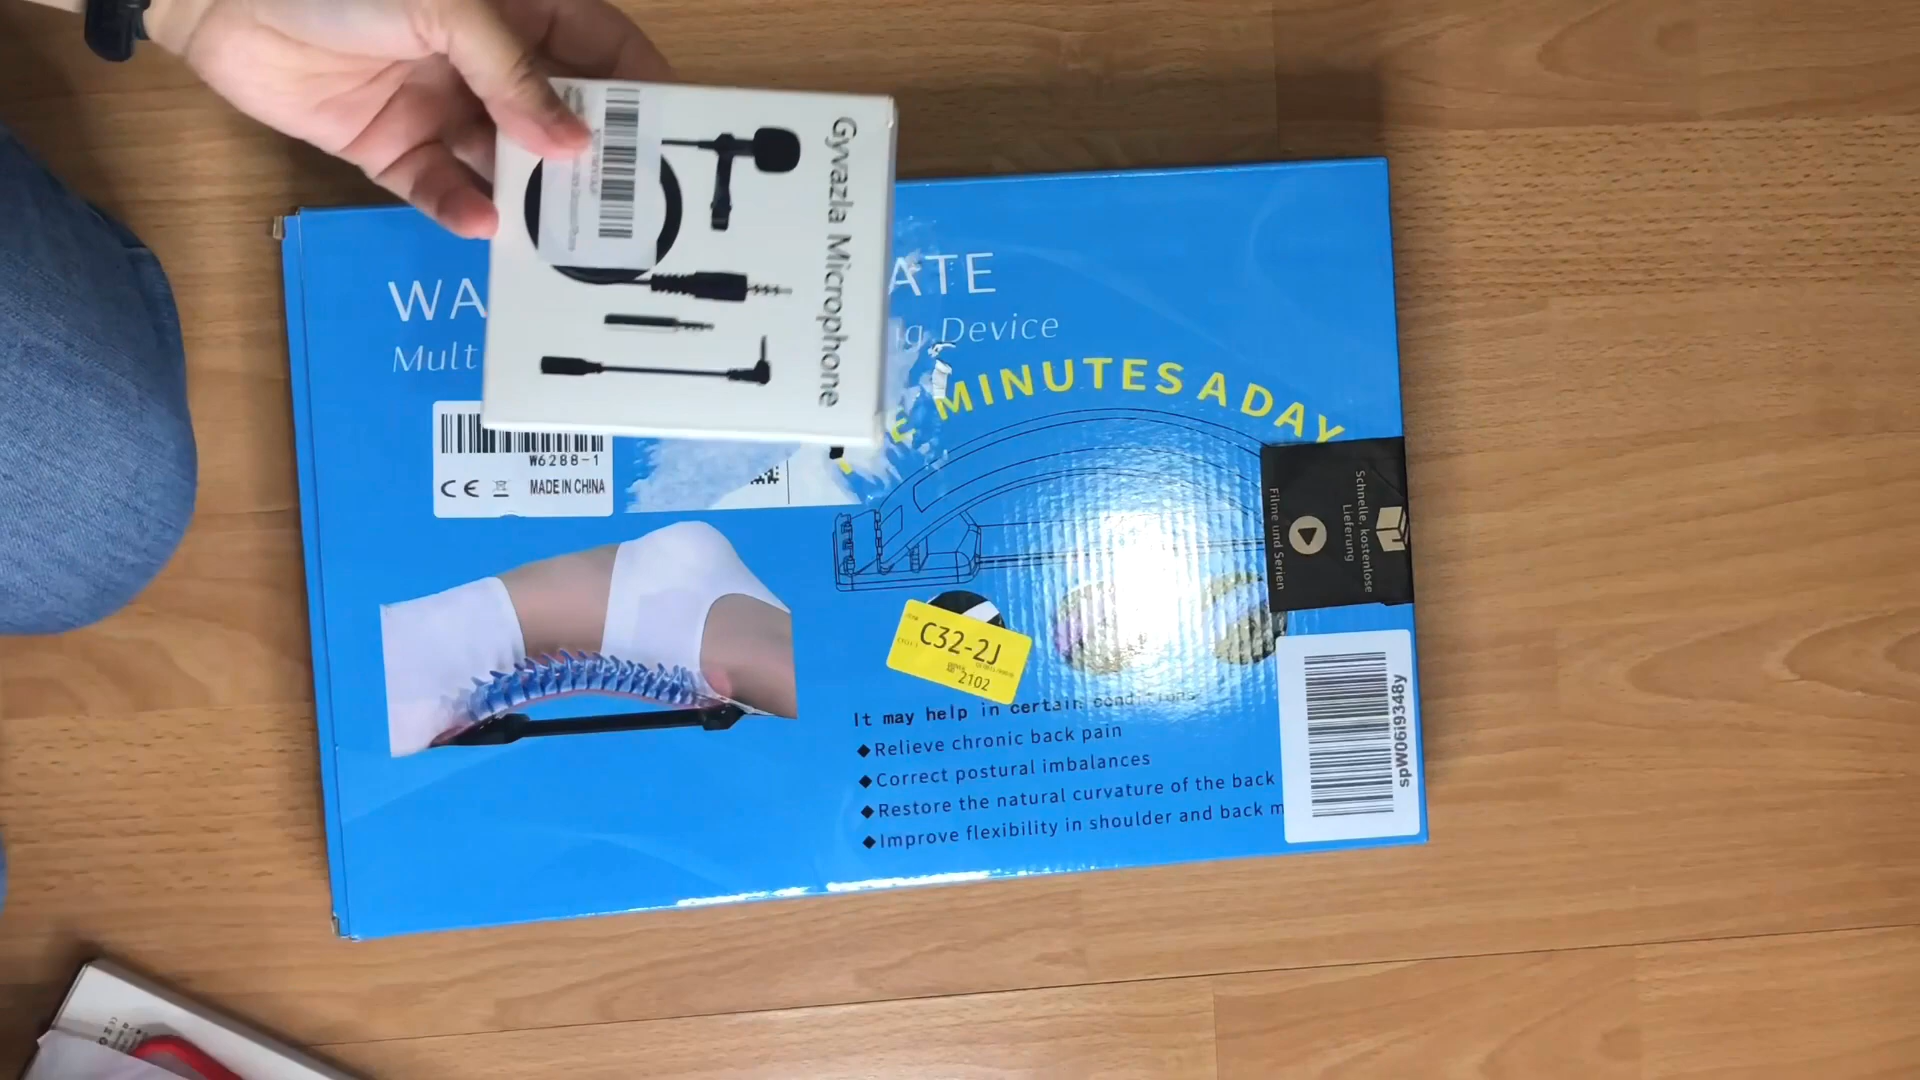 Gyvazla Microphone
WA
ATE
Mult
Device
MINUTES A DAY
W6288-1
CE
MADE IN CHINA
Schnelle, kostenlose
Lieferung
Filme und Serien
C32-2J
2102
It may help in certain conditions
◆Relieve chronic back pain
◆Correct postural imbalances
◆Restore the natural curvature of the back
◆Improve flexibility in shoulder and back m
spW06i9348y